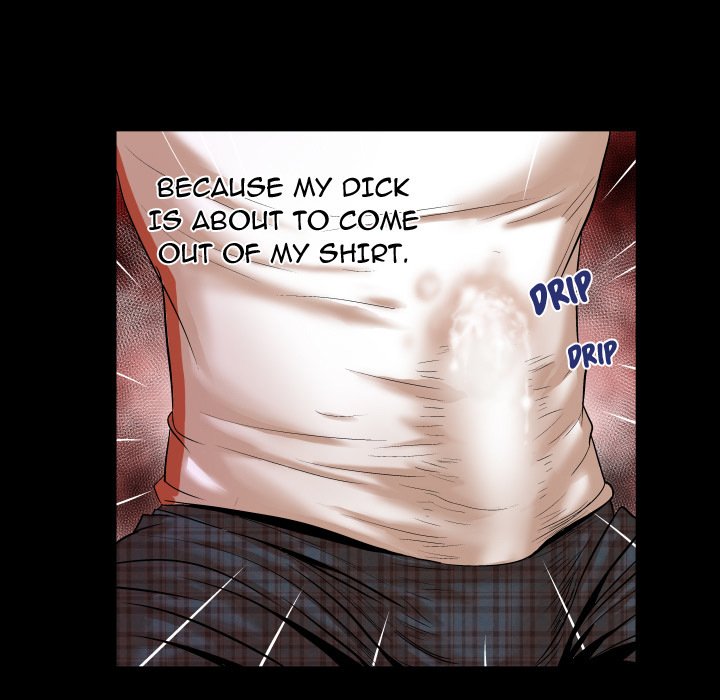 BECAUSE MY DICK
IS ABOUT TO COME
OUT OF MY SHIRT.
DRIP
DRIP